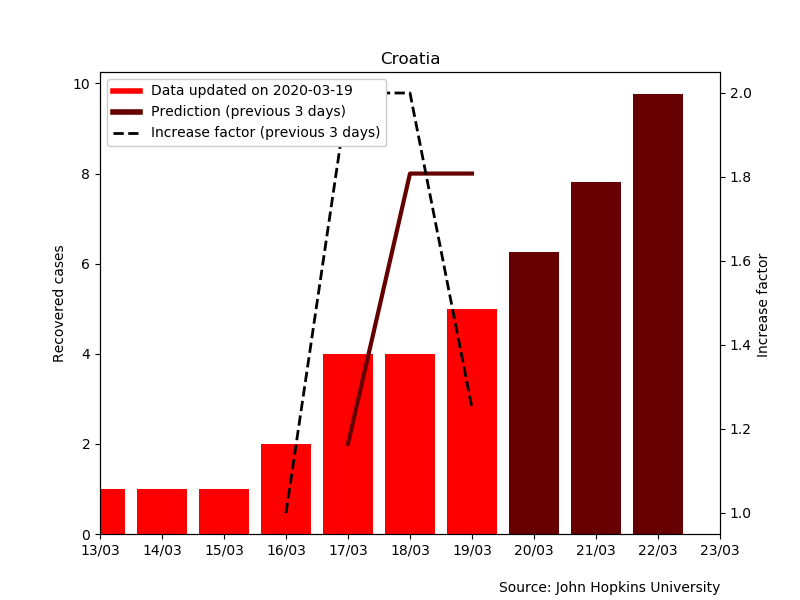 Croatia
Data updated on 2020-03-19
Prediction (previous 3 days)
Increase factor (previous 3 days)
Recovered cases
10
8
6
4
2
0
2.0
1.8
1.6
1.4
1.2
1.0
Increase factor
13/03 14/03 15/03 16/03 17/03 18/03 19/03 20/03 21/03 22/03 23/03
Source: John Hopkins University